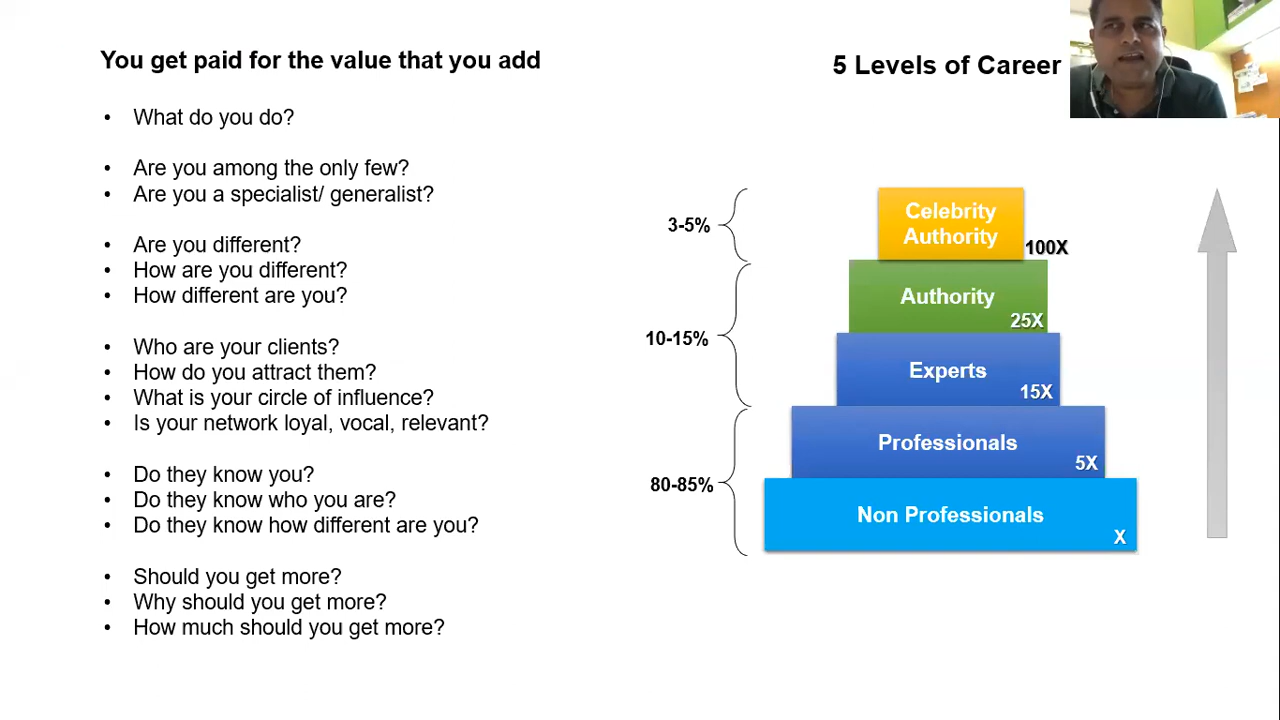 You get paid for the value that you add
• What do you do?
• Are you among the only few?
• Are you a specialist/ generalist?
• Are you different?
• How are you different?
• How different are you?
• Who are your clients?
• How do you attract them?
• What is your circle of influence?
• Is your network loyal, vocal, relevant?
• Do they know you?
• Do they know who you are?
• Do they know how different are you?
• Should you get more?
• Why should you get more?
• How much should you get more?
5 Levels of Career
3-5%
Celebrity
Authority
100X
10-15%
Authority
25X
Experts
15X
80-85%
Professionals
5X
Non Professionals
X